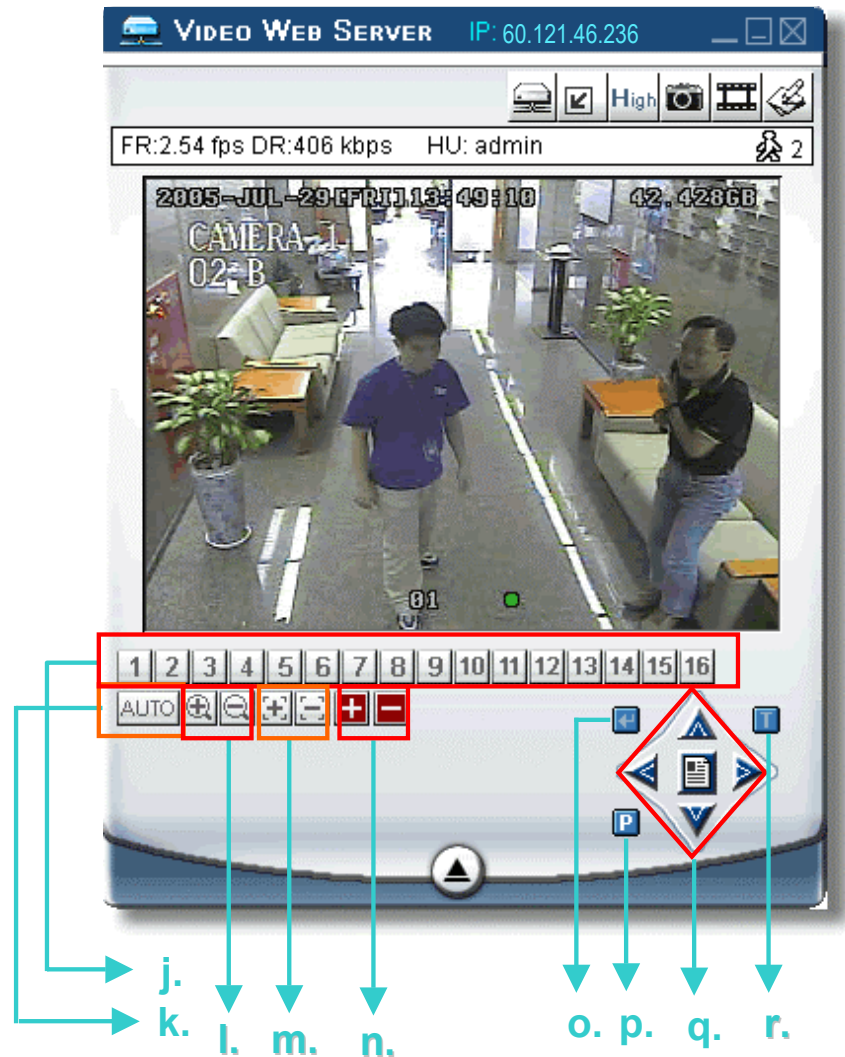 VIDEO WEB SERVER IP: 60.121.46.236
High
FR:2.54 fps DR:406 kbps HU: admin 2
2005-JUL-29[FRI]13:49:10 42.428GB
CAMERA 1
02 B
01
1 2 3 4 5 6 7 8 9 10 11 12 13 14 15 16
AUTO
T
P
j.
k. l. m. n. o. p. q. r.